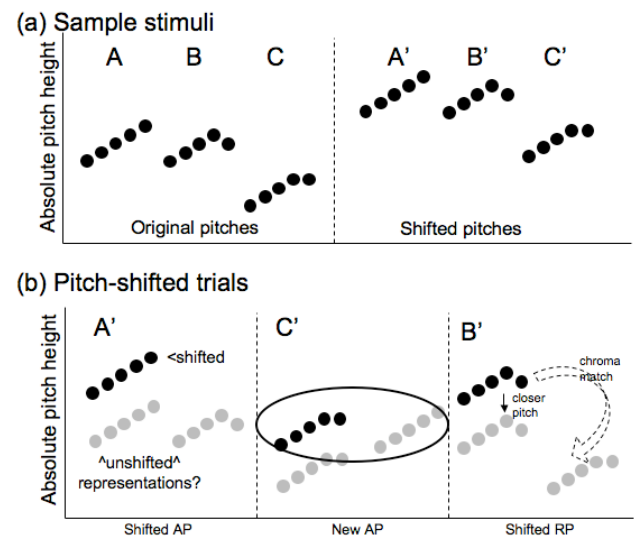 (a) Sample stimuli
A B C A’ B’ C’
Absolute pitch height
Original pitches Shifted pitches
(b) Pitch-shifted trials
A’ C’ B’
Absolute pitch height
<shifted
chroma
match
closer
pitch
^unshifted^
representations?
Shifted AP New AP Shifted RP